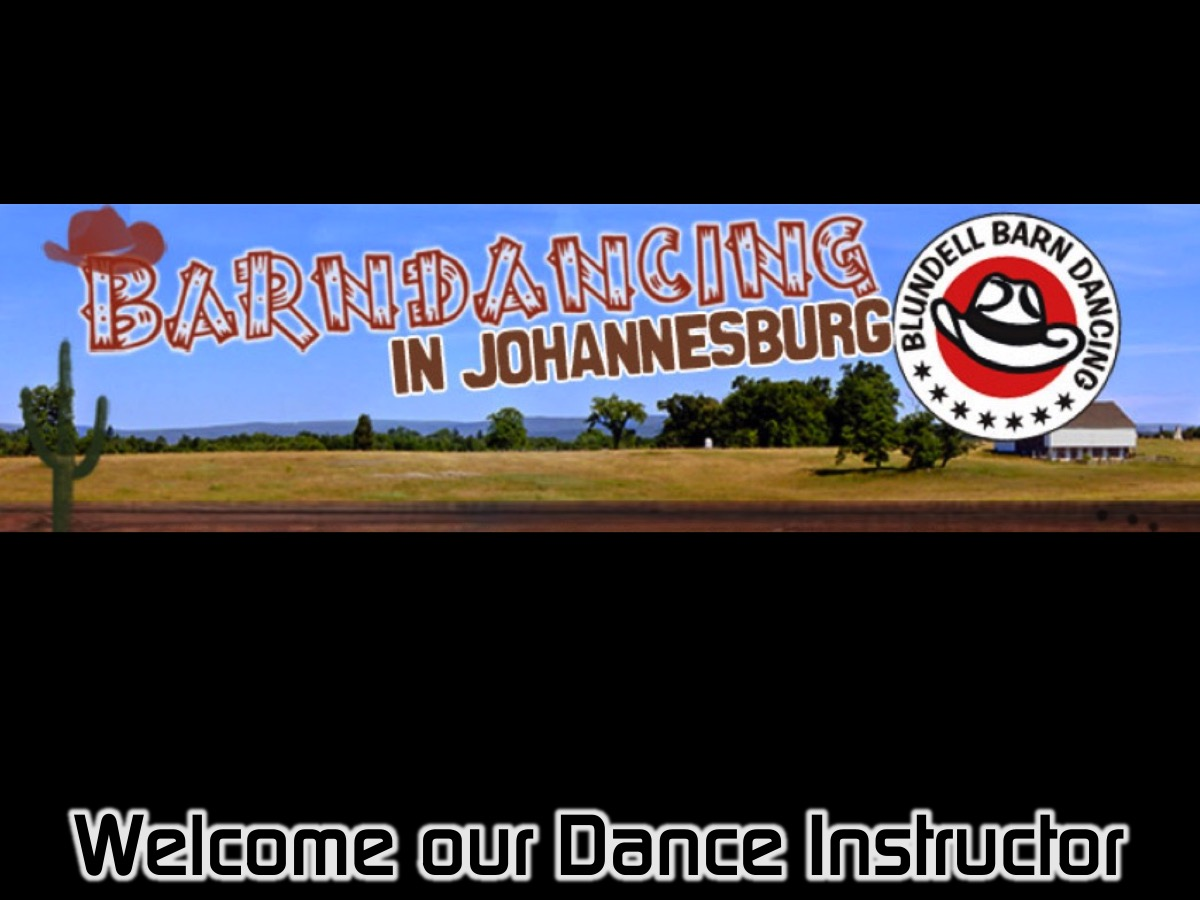 BARNDANCING
IN JOHANNESBURG
BLUNDELL BARN DANCING
Welcome our Dance Instructor